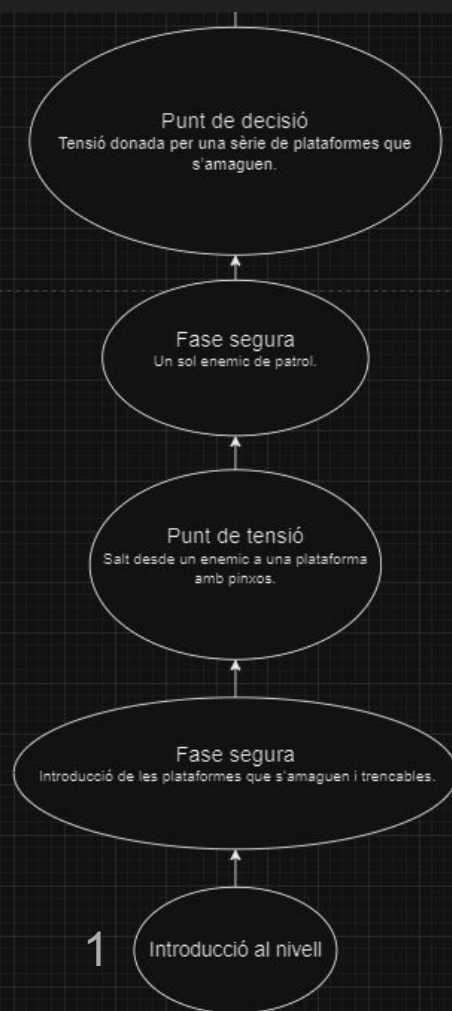 Punt de decisió
Tensió donada per una sèrie de plataformes que
s'amaguen.
Fase segura
Un sol enemic de patrol.
Punt de tensió
Salt desde un enemic a una plataforma
amb pinxos.
Fase segura
Introducció de les plataformes que s'amaguen i trencables.
1
Introducció al nivell